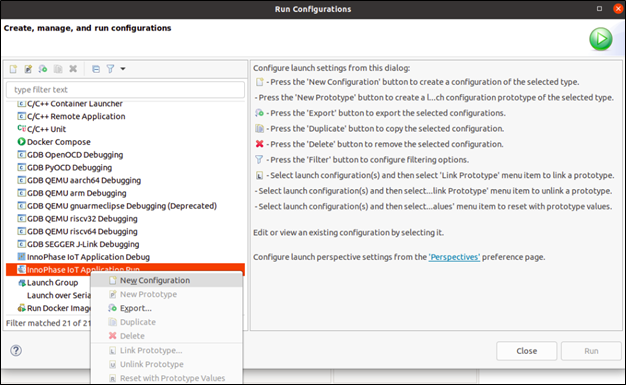 Run Configurations
Create, manage, and run configurations
type filter text
C/C++ Container Launcher
C/C++ Remote Application
C/C++ Unit
Docker Compose
GDB OpenOCD Debugging
GDB PyOCD Debugging
GDB QEMU aarch64 Debugging
GDB QEMU arm Debugging
GDB QEMU gnuarmeclipse Debugging (Deprecated)
GDB QEMU riscv32 Debugging
GDB QEMU riscv64 Debugging
GDB SEGGER J-Link Debugging
InnoPhase IoT Application Debug
InnoPhase IoT Application Run
Launch Group
Launch over Seria
Run Docker Image
Filter matched 21 of 21
New Configuration
New Prototype
Export...
Duplicate
Delete
Link Prototype...
Unlink Prototype
Reset with Prototype Values
Configure launch settings from this dialog:
- Press the 'New Configuration' button to create a configuration of the selected type.
- Press the 'New Prototype' button to create a l...ch configuration prototype of the selected type.
- Press the 'Export' button to export the selected configurations.
- Press the 'Duplicate' button to copy the selected configuration.
- Press the 'Delete' button to remove the selected configuration.
- Press the 'Filter' button to configure filtering options.
- Select launch configuration(s) and then select 'Link Prototype' menu item to link a prototype.
- Select launch configuration(s) and then select...link Prototype' menu item to unlink a prototype.
- Select launch configuration(s) and then select...alues' menu item to reset with prototype values.
Edit or view an existing configuration by selecting it.
Configure launch perspective settings from the 'Perspectives' preference page.
Close
Run